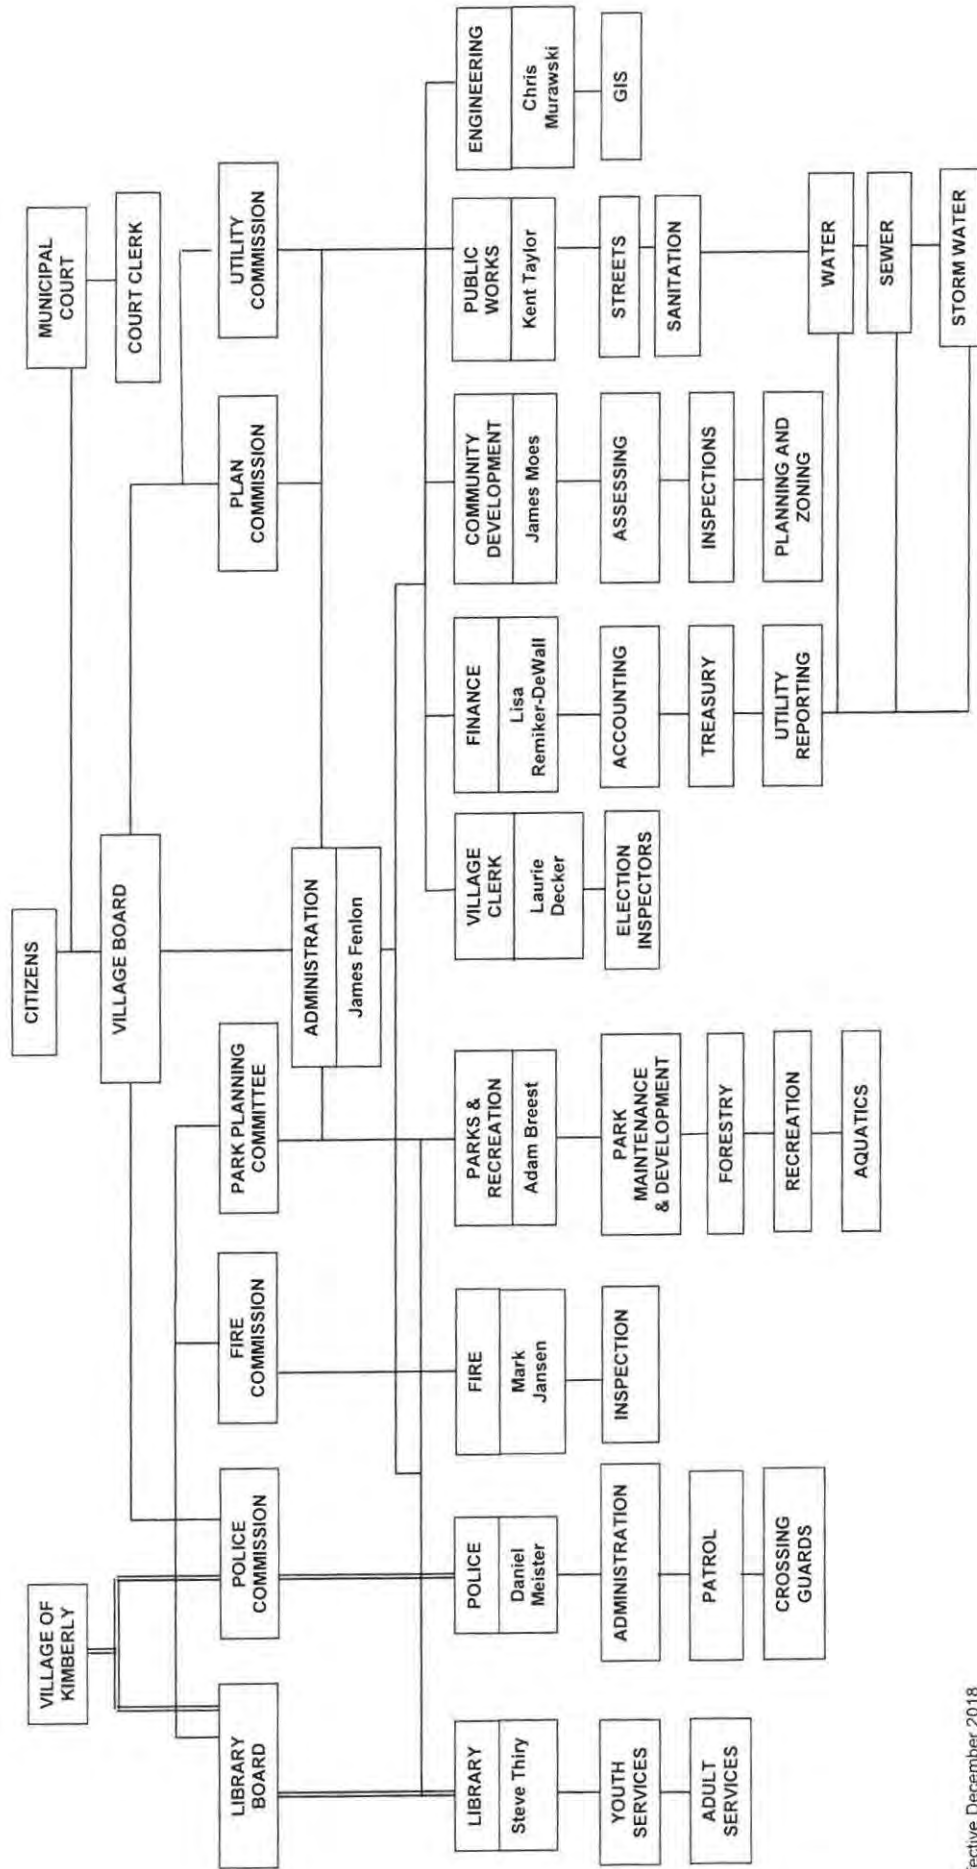 CITIZENS
VILLAGE OF
KIMBERLY
MUNICIPAL
COURT
VILLAGE BOARD
COURT CLERK
LIBRARY
BOARD
POLICE
COMMISSION
FIRE
COMMISSION
PARK PLANNING
COMMITTEE
PLAN
COMMISSION
UTILITY
COMMISSION
ADMINISTRATION
James Fenlon
LIBRARY
Steve Thiry
POLICE
Daniel
Meister
FIRE
Mark
Jansen
PARKS &
RECREATION
Adam Breest
VILLAGE
CLERK
Laurie
Decker
FINANCE
Lisa
Remiker-DeWall
COMMUNITY
DEVELOPMENT
James Moes
PUBLIC
WORKS
Kent Taylor
ENGINEERING
Chris
Murawski
YOUTH
SERVICES
ADULT
SERVICES
ADMINISTRATION
PATROL
CROSSING
GUARDS
INSPECTION
PARK
MAINTENANCE
& DEVELOPMENT
FORESTRY
RECREATION
AQUATICS
ELECTION
INSPECTORS
ACCOUNTING
TREASURY
UTILITY
REPORTING
ASSESSING
INSPECTIONS
PLANNING AND
ZONING
STREETS
SANITATION
GIS
WATER
SEWER
STORM WATER
ective December 2018